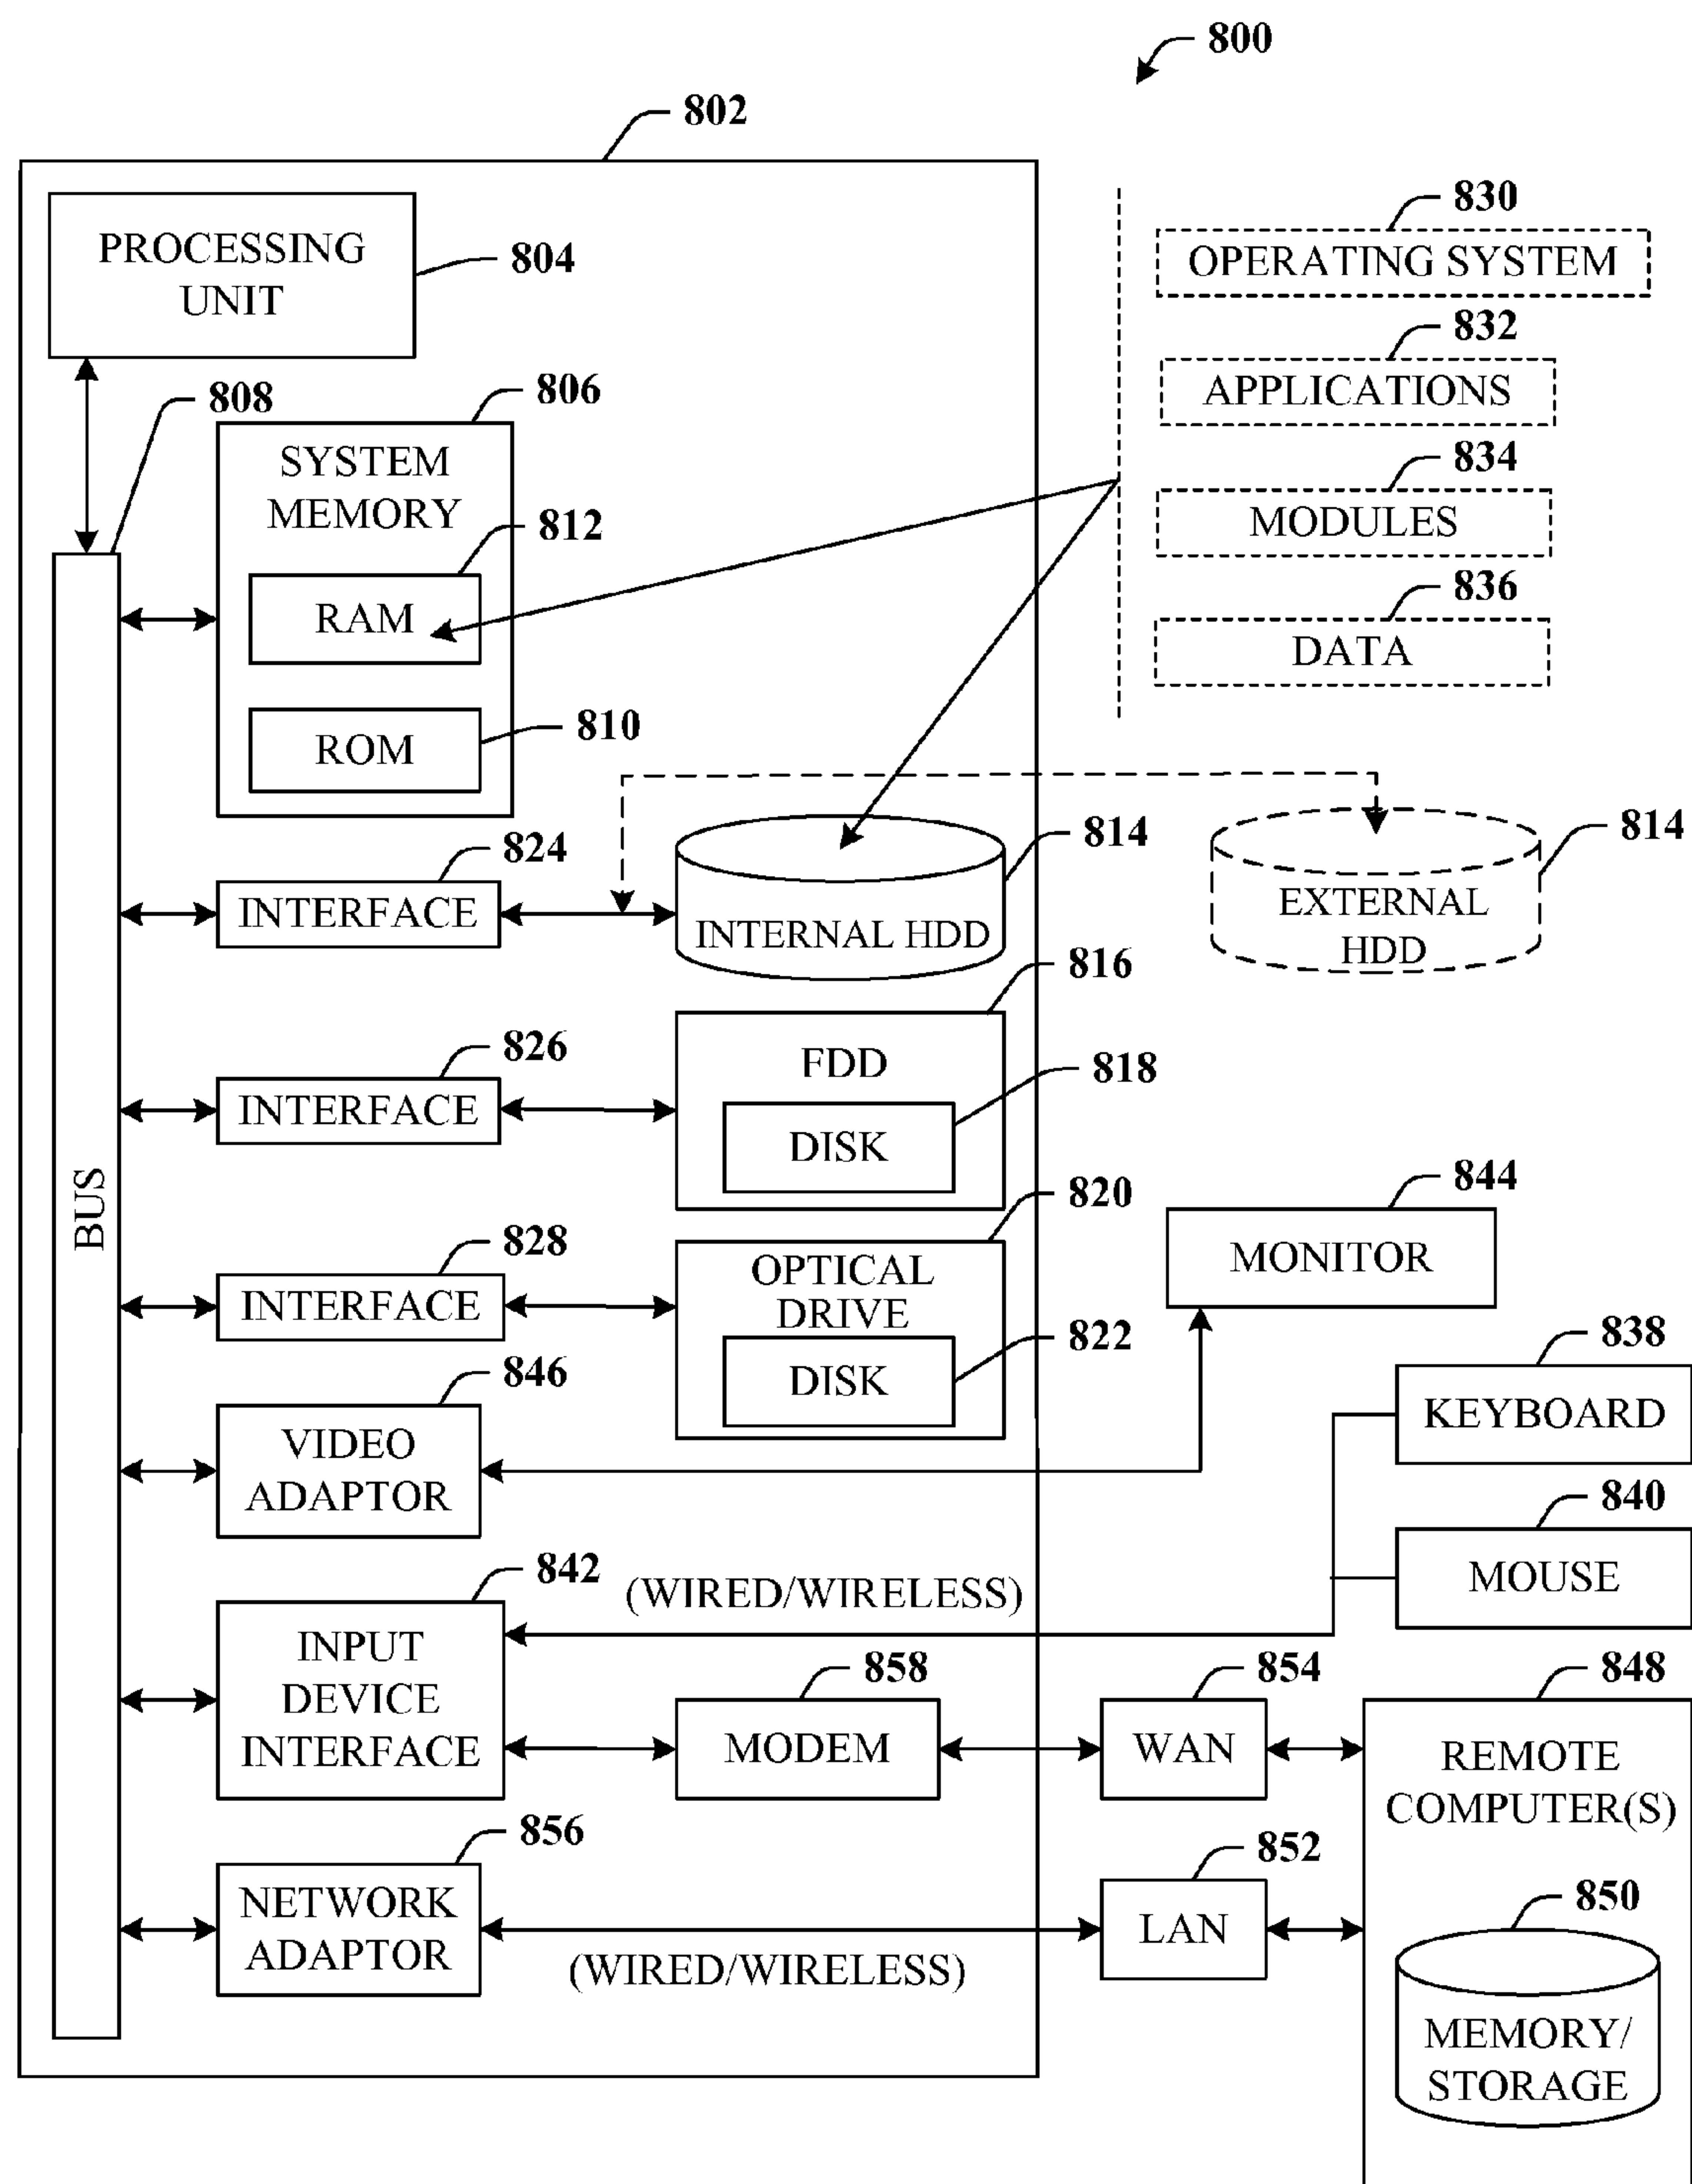 800
802
PROCESSING
UNIT
804
830
OPERATING SYSTEM
832
APPLICATIONS
834
MODULES
836
DATA
808
806
SYSTEM
MEMORY
812
RAM
810
ROM
824
INTERFACE
814
INTERNAL HDD
814
EXTERNAL
HDD
816
826
INTERFACE
FDD
818
DISK
BUS
820
828
INTERFACE
OPTICAL
DRIVE
822
DISK
844
MONITOR
838
KEYBOARD
846
VIDEO
ADAPTOR
840
MOUSE
842
(WIRED/WIRELESS)
INPUT
DEVICE
INTERFACE
858
MODEM
854
WAN
848
REMOTE
COMPUTER(S)
856
NETWORK
ADAPTOR
(WIRED/WIRELESS)
852
LAN
850
MEMORY/
STORAGE